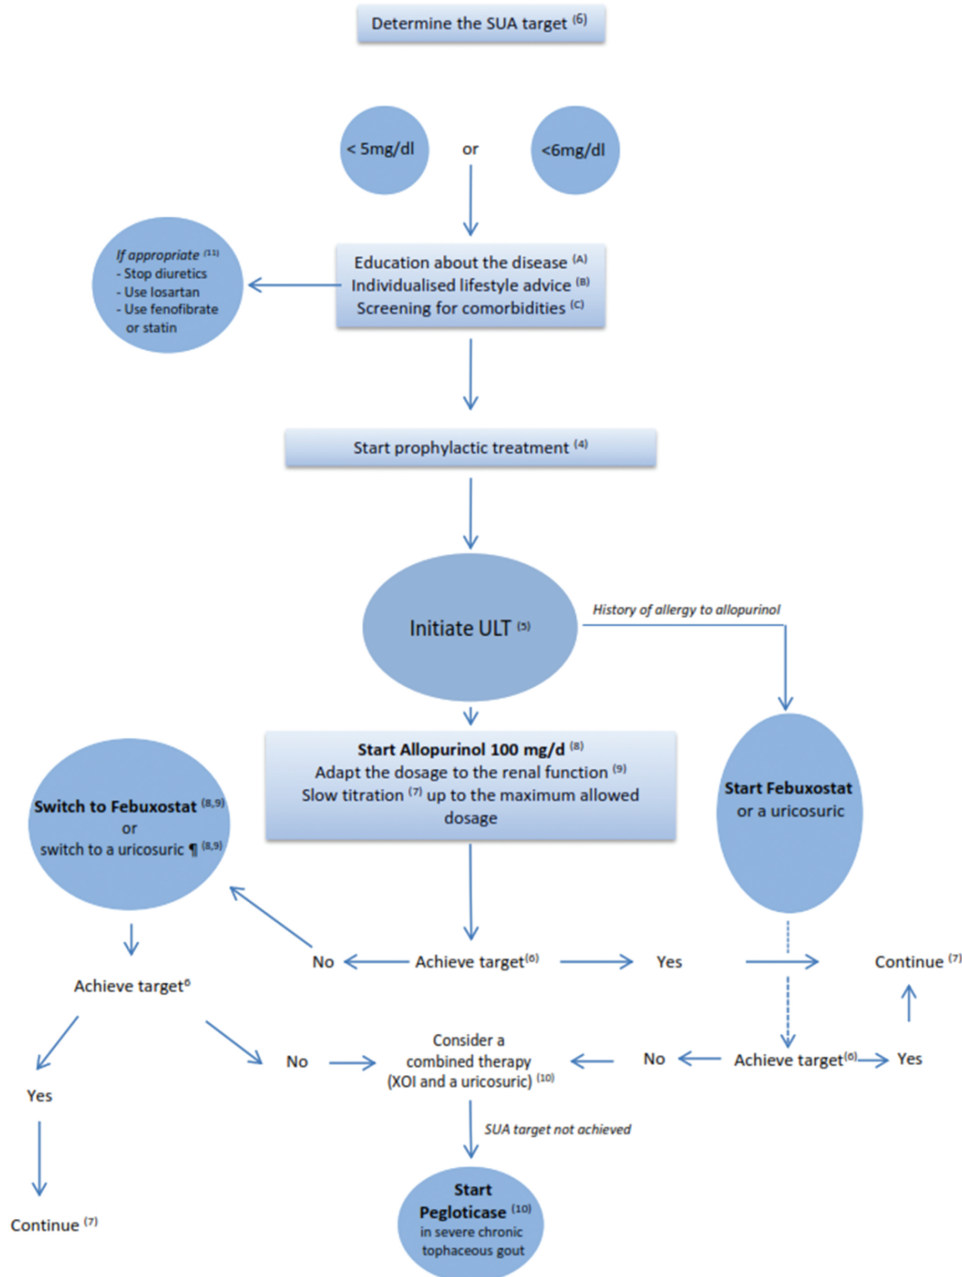 Determine the SUA target (6)
< 5mg/dl
or
<6mg/dl
If appropriate (11)
- Stop diuretics
- Use losartan
- Use fenofibrate
or statin
Education about the disease (A)
Individualised lifestyle advice (B)
Screening for comorbidities (C)
Start prophylactic treatment (4)
Initiate ULT (5)
History of allergy to allopurinol
Start Allopurinol 100 mg/d (8)
Adapt the dosage to the renal function (9)
Slow titration (7) up to the maximum allowed
dosage
Switch to Febuxostat (8,9)
or
switch to a uricosuric ¶ (8,9)
Start Febuxostat
or a uricosuric
No
Achieve target(6)
Yes
Continue (7)
Achieve target6
No
Consider a
combined therapy
(XOI and a uricosuric) (10)
No
Achieve target(6)
Yes
Yes
SUA target not achieved
Continue (7)
Start
Pegloticase (10)
in severe chronic
tophaceous gout